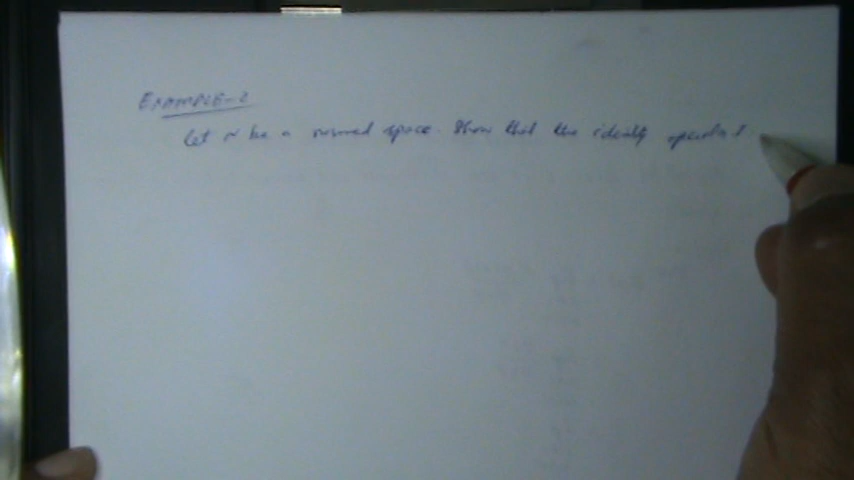 EXAMPLE-2
Let N be a normed space. Show that the identity operator I